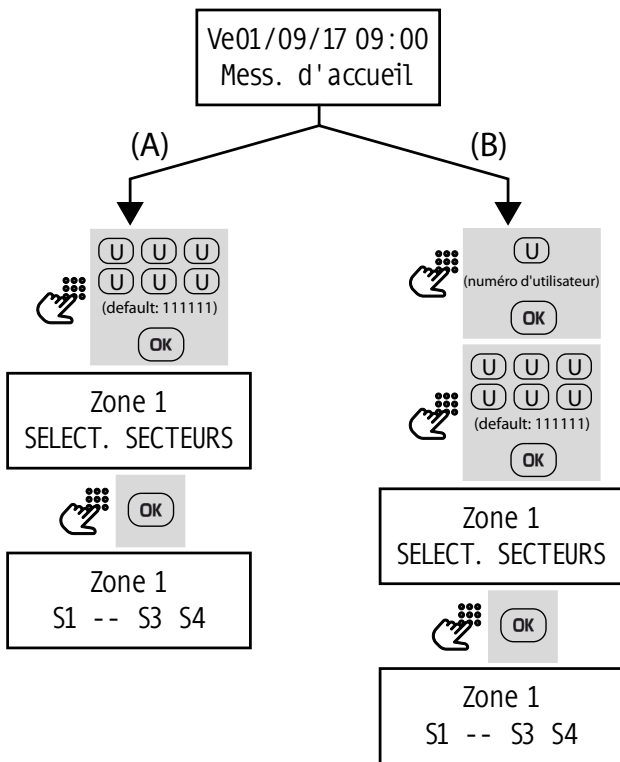 Ve01/09/17 09:00
Mess. d'accueil
(A)
(B)
U U U
U U U
(default: 111111)
OK
Zone 1
SELECT. SECTEURS
OK
Zone 1
S1 -- S3 S4
U
(numéro d'utilisateur)
OK
U U U
U U U
(default: 111111)
OK
Zone 1
SELECT. SECTEURS
OK
Zone 1
S1 -- S3 S4